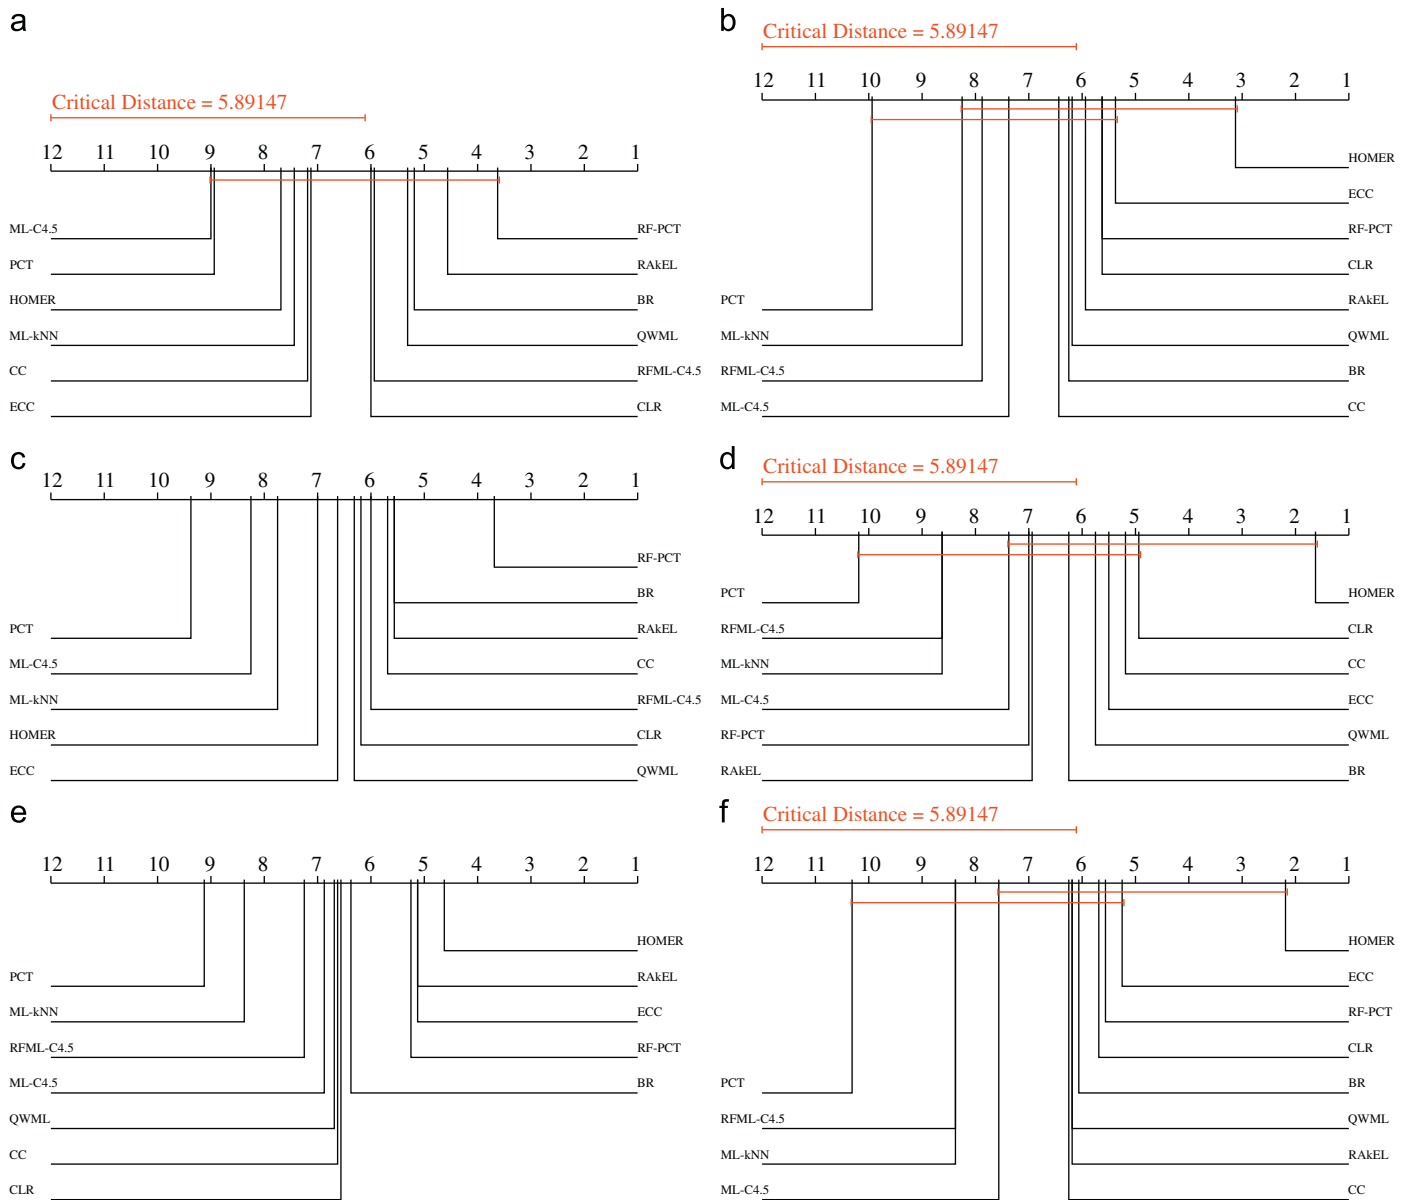 a
Critical Distance = 5.89147
12 11 10 9 8 7 6 5 4 3 2 1
ML-C4.5 RF-PCT
PCT RAkEL
HOMER BR
ML-kNN QWML
CC RFML-C4.5
ECC CLR
b
Critical Distance = 5.89147
12 11 10 9 8 7 6 5 4 3 2 1
HOMER
ECC
RF-PCT
CLR
PCT RAkEL
ML-kNN QWML
RFML-C4.5 BR
ML-C4.5 CC
c
12 11 10 9 8 7 6 5 4 3 2 1
RF-PCT
BR
PCT RAkEL
ML-C4.5 CC
ML-kNN RFML-C4.5
HOMER CLR
ECC QWML
d
Critical Distance = 5.89147
12 11 10 9 8 7 6 5 4 3 2 1
PCT HOMER
RFML-C4.5 CLR
ML-kNN CC
ML-C4.5 ECC
RF-PCT QWML
RAkEL BR
e
12 11 10 9 8 7 6 5 4 3 2 1
HOMER
PCT RAkEL
ML-kNN ECC
RFML-C4.5 RF-PCT
ML-C4.5 BR
QWML
CC
CLR
f
Critical Distance = 5.89147
12 11 10 9 8 7 6 5 4 3 2 1
HOMER
ECC
RF-PCT
CLR
PCT BR
RFML-C4.5 QWML
ML-kNN RAkEL
ML-C4.5 CC